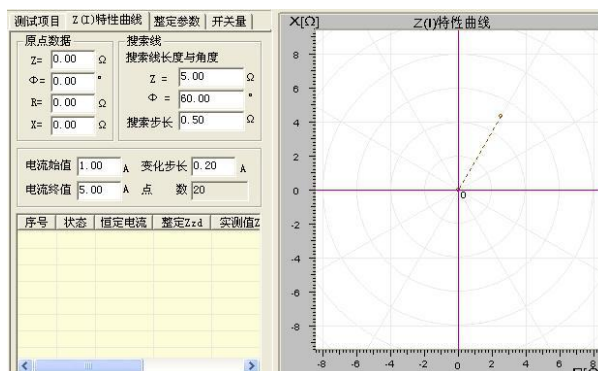 测试项目 Z(I)特性曲线 整定参数 开关量
原点数据
Z= 0.00 Ω
Φ= 0.00 °
R= 0.00 Ω
X= 0.00 Ω
搜索线
搜索线长度与角度
Z = 5.00 Ω
Φ = 60.00 °
搜索步长 0.50 Ω
电流始值 1.00 A 变化步长 0.20 A
电流终值 5.00 A 点 数 20
序号 状态 恒定电流 整定Zzd 实测值Z
X[Ω] Z(I)特性曲线
8
6
4
2
0
-2
-4
-6
-8
0
-8 -6 -4 -2 0 2 4 6 8
R[Ω]